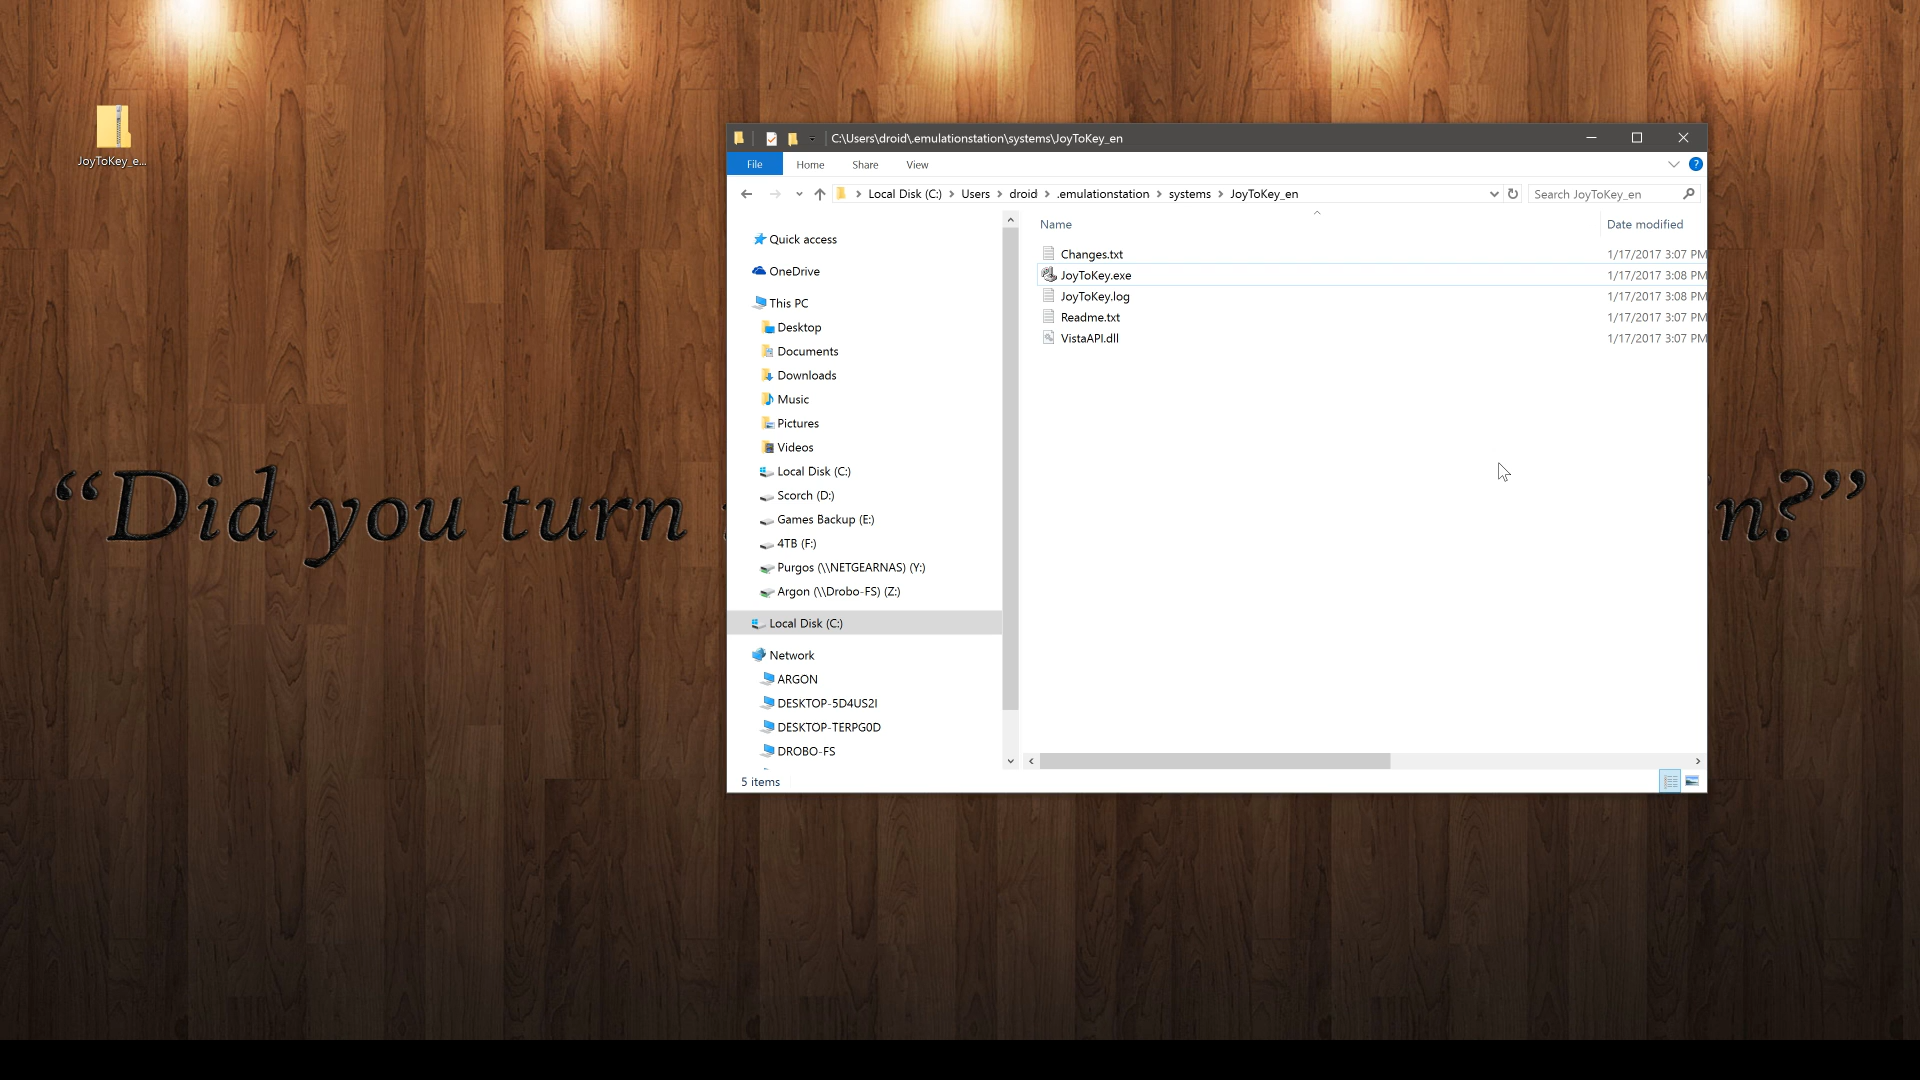 JoyToKey_e...
C:\Users\droid\.emulationstation\systems\JoyToKey_en
File Home Share View
Local Disk (C:) Users droid .emulationstation systems JoyToKey_en Search JoyToKey_en
Name Date modified
Changes.txt 1/17/2017 3:07 PM
JoyToKey.exe 1/17/2017 3:08 PM
JoyToKey.log 1/17/2017 3:08 PM
Readme.txt 1/17/2017 3:07 PM
VistaAPI.dll 1/17/2017 3:07 PM
Quick access
OneDrive
This PC
Desktop
Documents
Downloads
Music
Pictures
Videos
Local Disk (C:)
Scorch (D:)
Games Backup (E:)
4TB (F:)
Purgos (\\NETGEARNAS) (Y:)
Argon (\\Drobo-FS) (Z:)
Local Disk (C:)
Network
ARGON
DESKTOP-5D4US2I
DESKTOP-TERPG0D
DROBO-FS
5 items
“Did you turn n?”